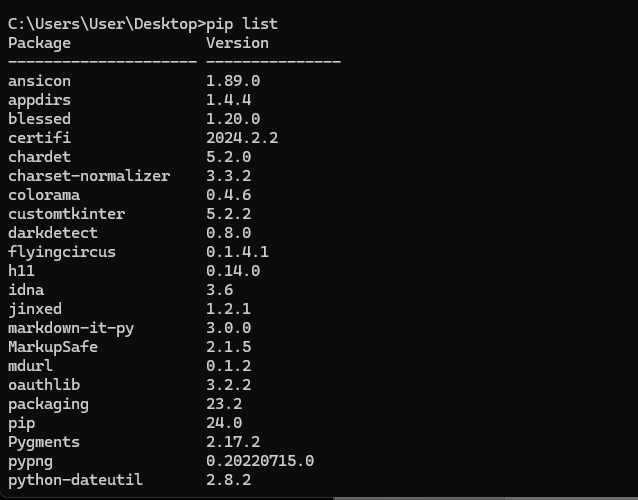 C:\Users\User\Desktop>pip list
Package               Version
--------------------- ---------------
ansicon               1.89.0
appdirs               1.4.4
blessed               1.20.0
certifi               2024.2.2
chardet               5.2.0
charset-normalizer    3.3.2
colorama              0.4.6
customtkinter         5.2.2
darkdetect            0.8.0
flyingcircus          0.1.4.1
h11                   0.14.0
idna                  3.6
jinxed                1.2.1
markdown-it-py        3.0.0
MarkupSafe            2.1.5
mdurl                 0.1.2
oauthlib              3.2.2
packaging             23.2
pip                   24.0
Pygments              2.17.2
pypng                 0.20220715.0
python-dateutil       2.8.2